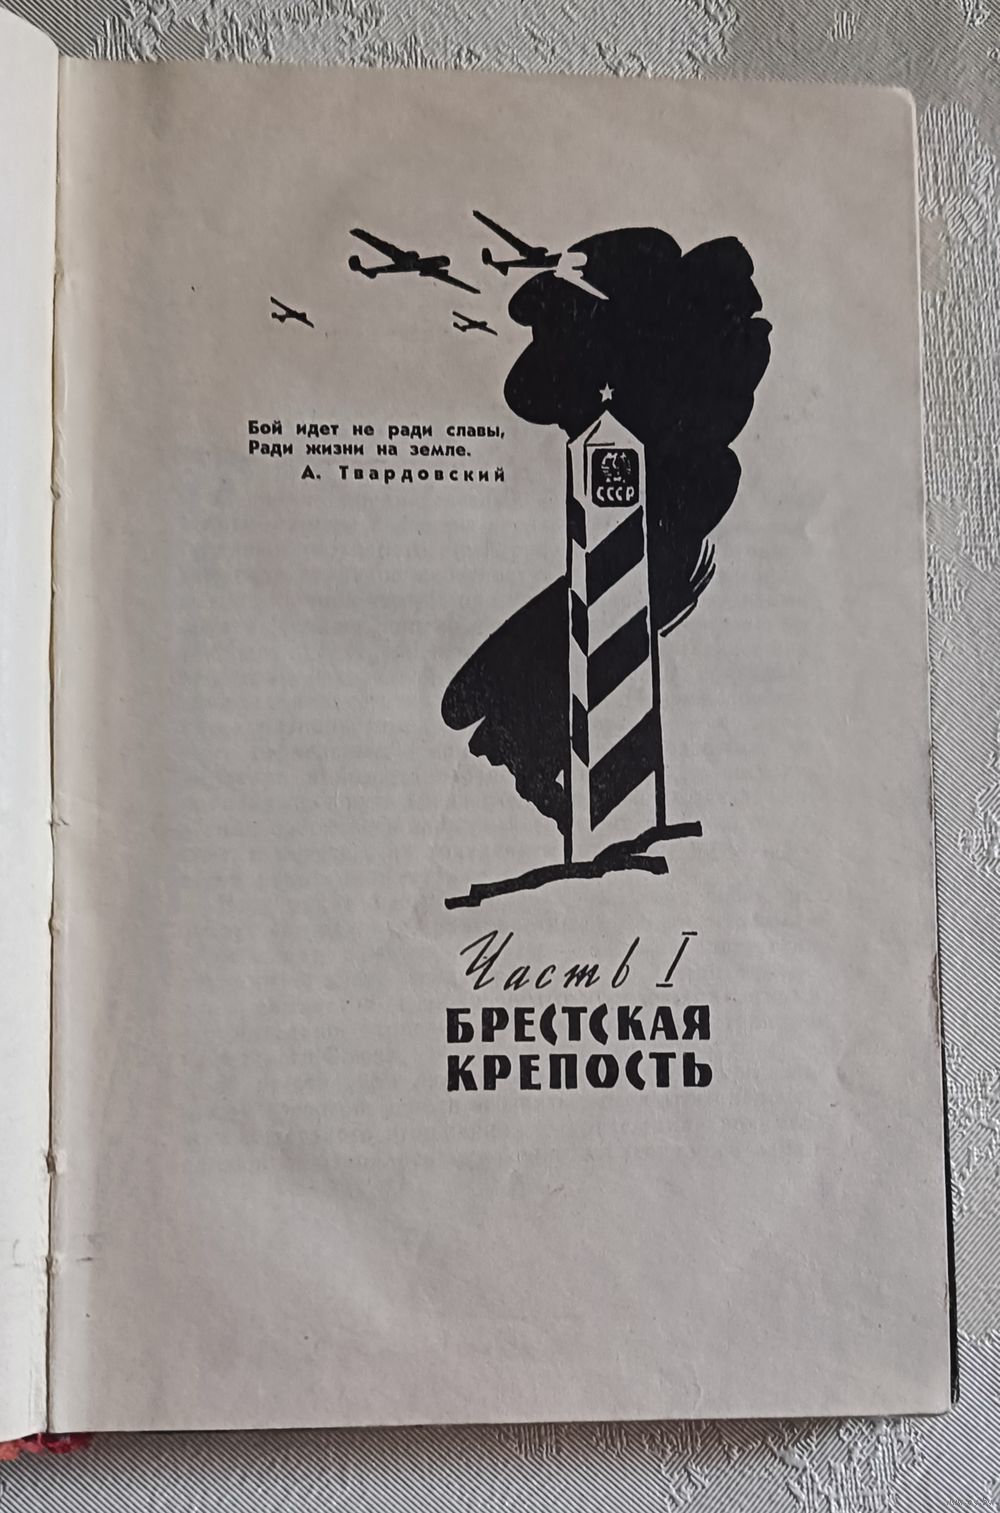 Бой идет не ради славы,
Ради жизни на земле.
А. Твардовский
СССР
Часть I
БРЕСТСКАЯ
КРЕПОСТЬ